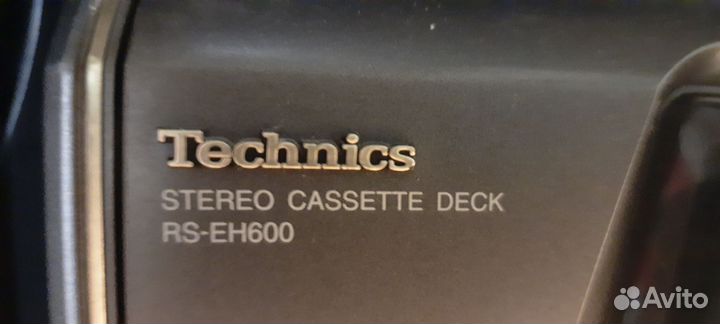 Technics
STEREO CASSETTE DECK
RS-EH600
Avito